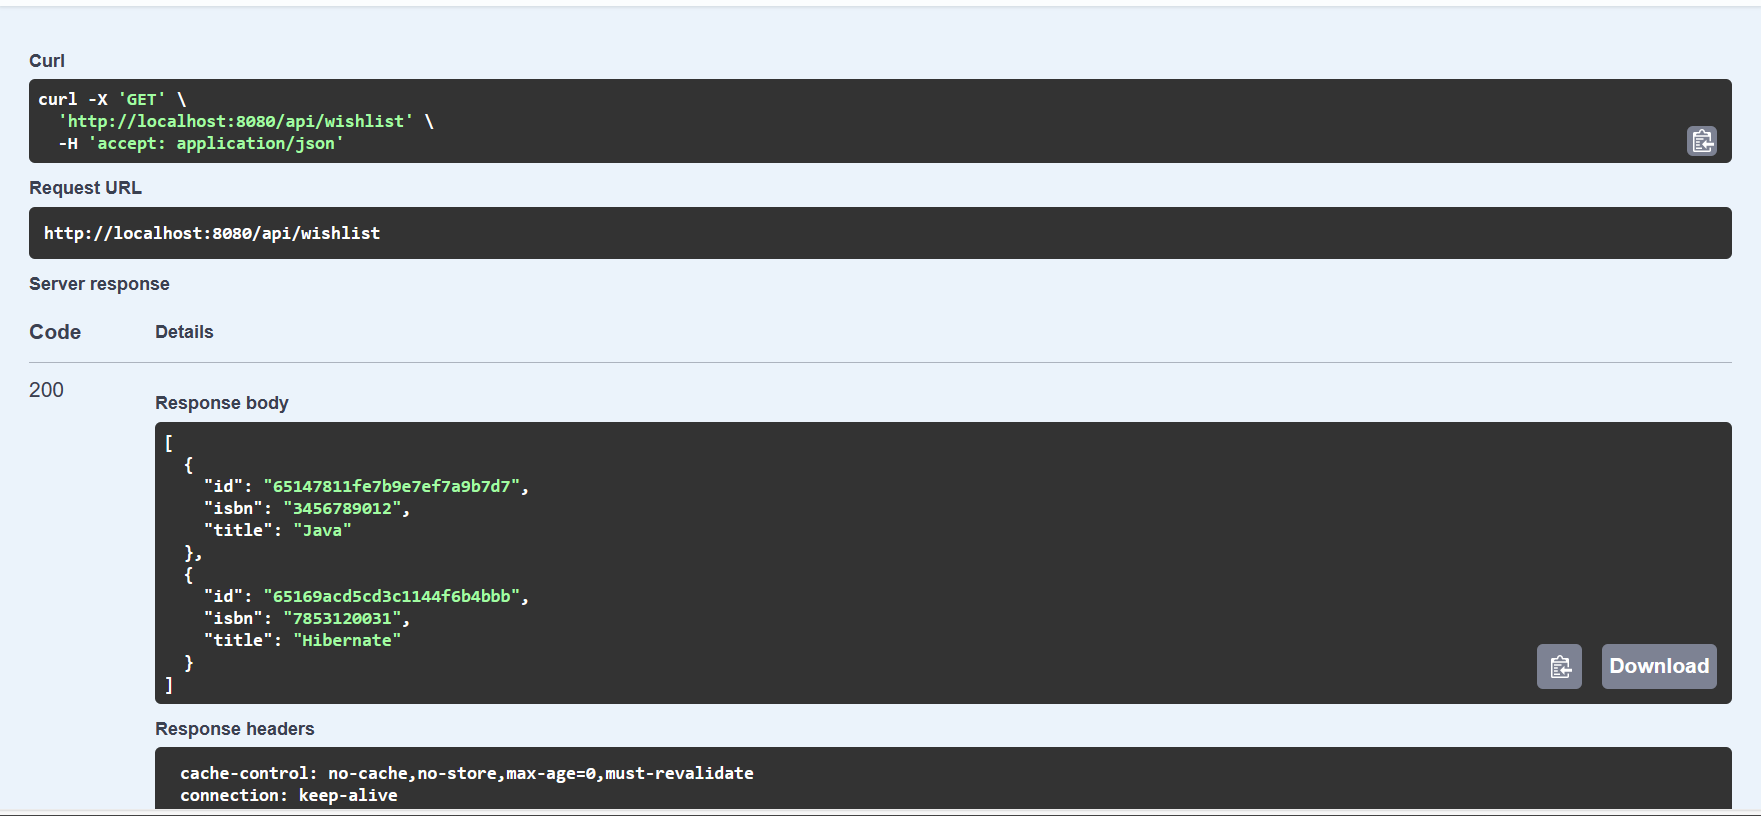 Curl
curl -X 'GET' \
'http://localhost:8080/api/wishlist' \
-H 'accept: application/json'
Request URL
http://localhost:8080/api/wishlist
Server response
Code Details
200
Response body
[
{
"id": "65147811fe7b9e7ef7a9b7d7",
"isbn": "3456789012",
"title": "Java"
},
{
"id": "65169acd5cd3c1144f6b4bbb",
"isbn": "7853120031",
"title": "Hibernate"
}
]
Download
Response headers
cache-control: no-cache,no-store,max-age=0,must-revalidate
connection: keep-alive